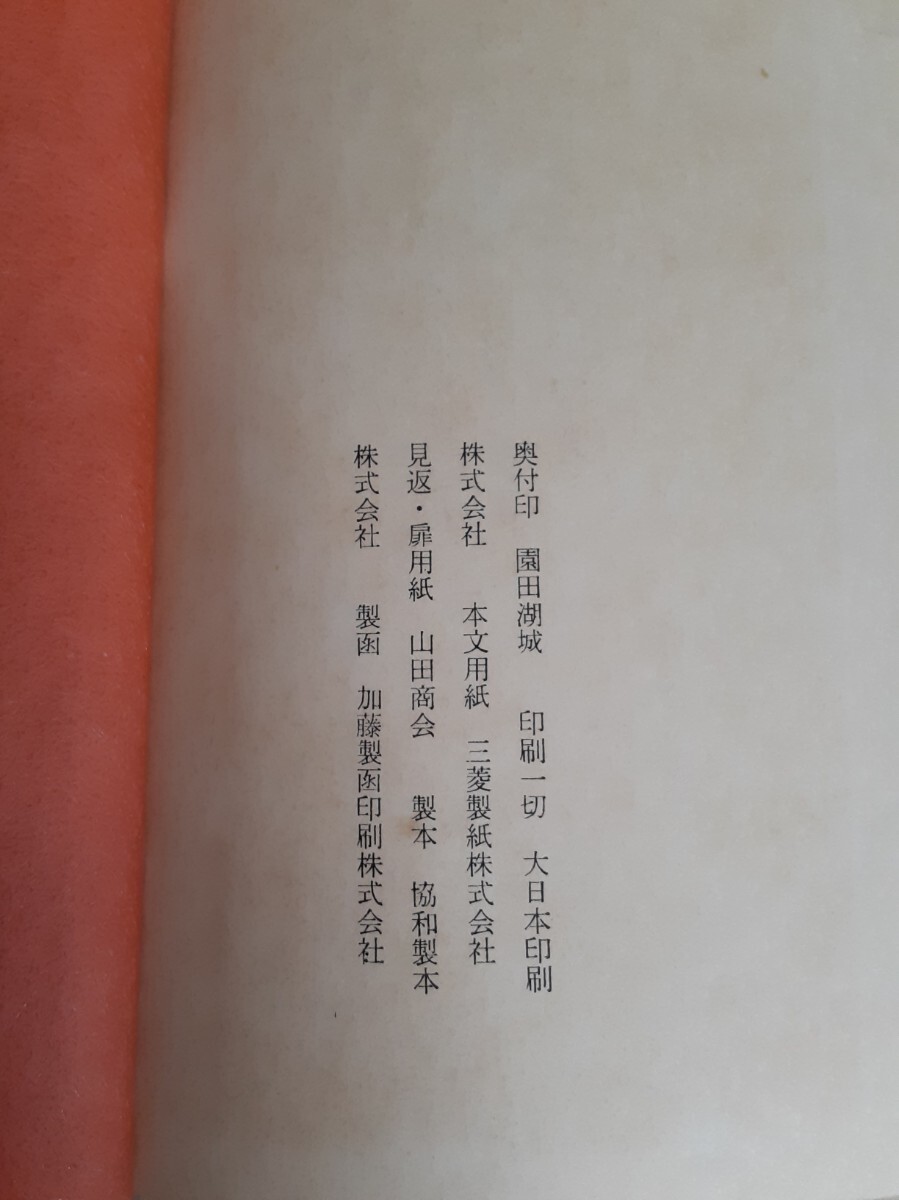 奥付印　園田湖城　　印刷一切　大日本印刷
株式会社　　本文用紙　三菱製紙株式会社
見返・扉用紙　山田商会　　製本　協和製本
株式会社　　製函　加藤製函印刷株式会社